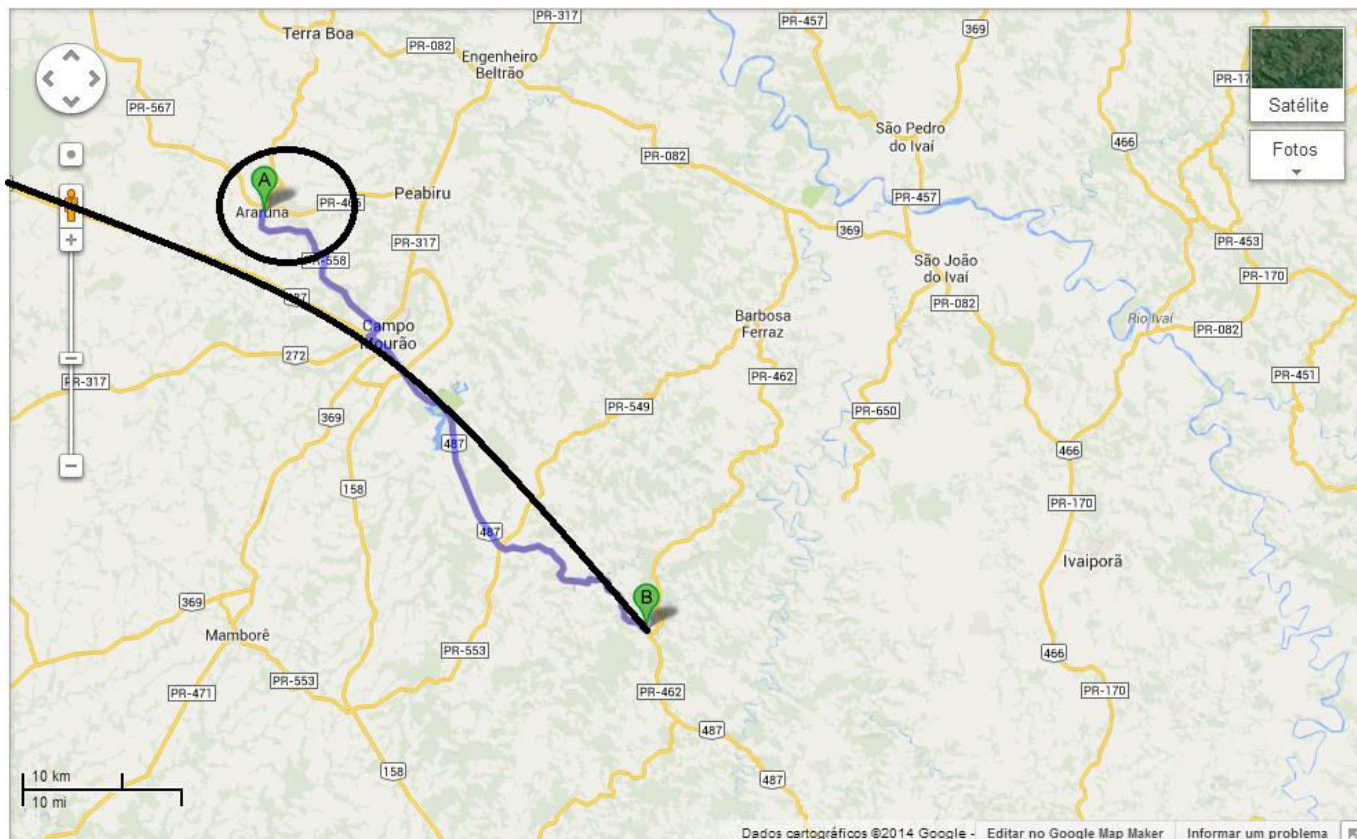 PR-317
PR-457
369
Terra Boa
PR-082
Engenheiro
Beltrão
Satélite
PR-567
São Pedro
do Ivaí
466
Fotos
PR-082
A
Peabiru
Araruna
PR-457
369
PR-317
PR-453
PR-558
São João
do Ivaí
PR-170
PR-082
Barbosa
Ferraz
Rio Ivaí
PR-082
Campo
Mourão
272
PR-317
PR-462
PR-451
PR-549
PR-650
369
487
466
158
PR-170
487
Ivaiporã
B
369
Mamborê
PR-553
466
PR-553
PR-471
PR-462
PR-170
487
158
487
10 km
10 mi
Dados cartográficos ©2014 Google -
Editar no Google Map Maker
Informar um problema